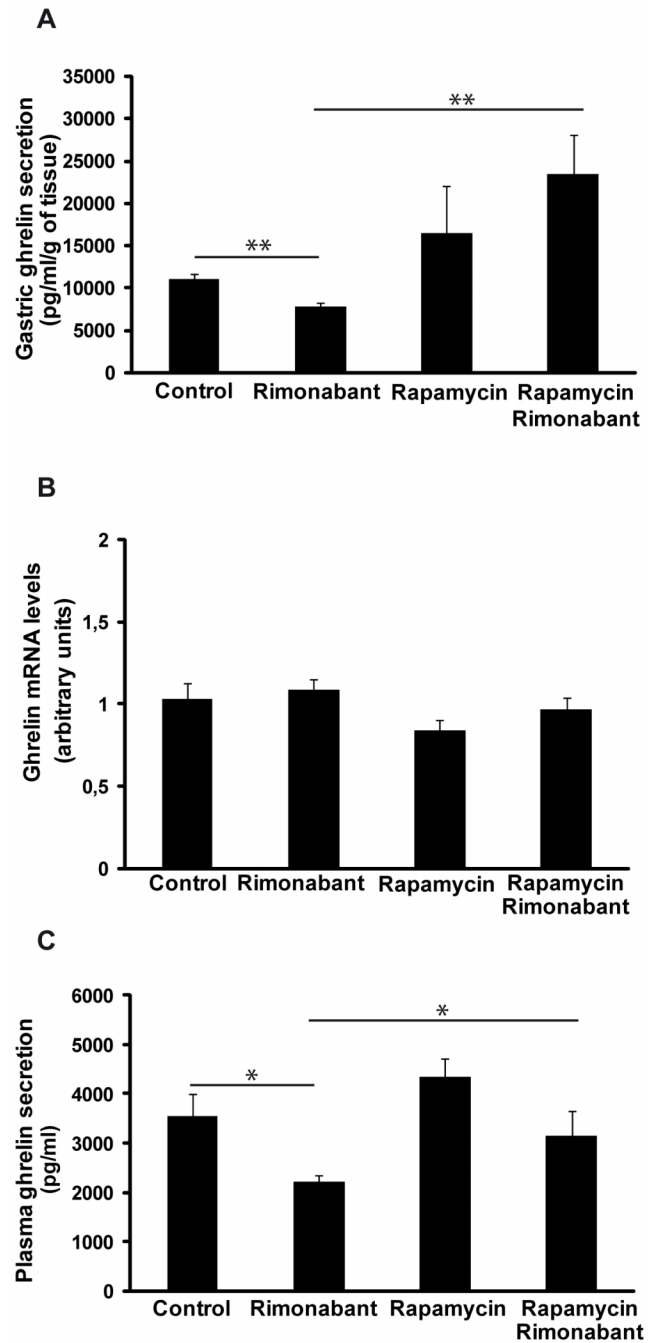 A
Gastric ghrelin secretion
(pg/ml/g of tissue)
35000
30000
25000
20000
15000
10000
5000
0
**
**
Control
Rimonabant
Rapamycin
Rapamycin
Rimonabant
B
Ghrelin mRNA levels
(arbitrary units)
2
1,5
1
0,5
0
Control
Rimonabant
Rapamycin
Rapamycin
Rimonabant
C
Plasma ghrelin secretion
(pg/ml)
6000
5000
4000
3000
2000
1000
0
*
*
Control
Rimonabant
Rapamycin
Rapamycin
Rimonabant